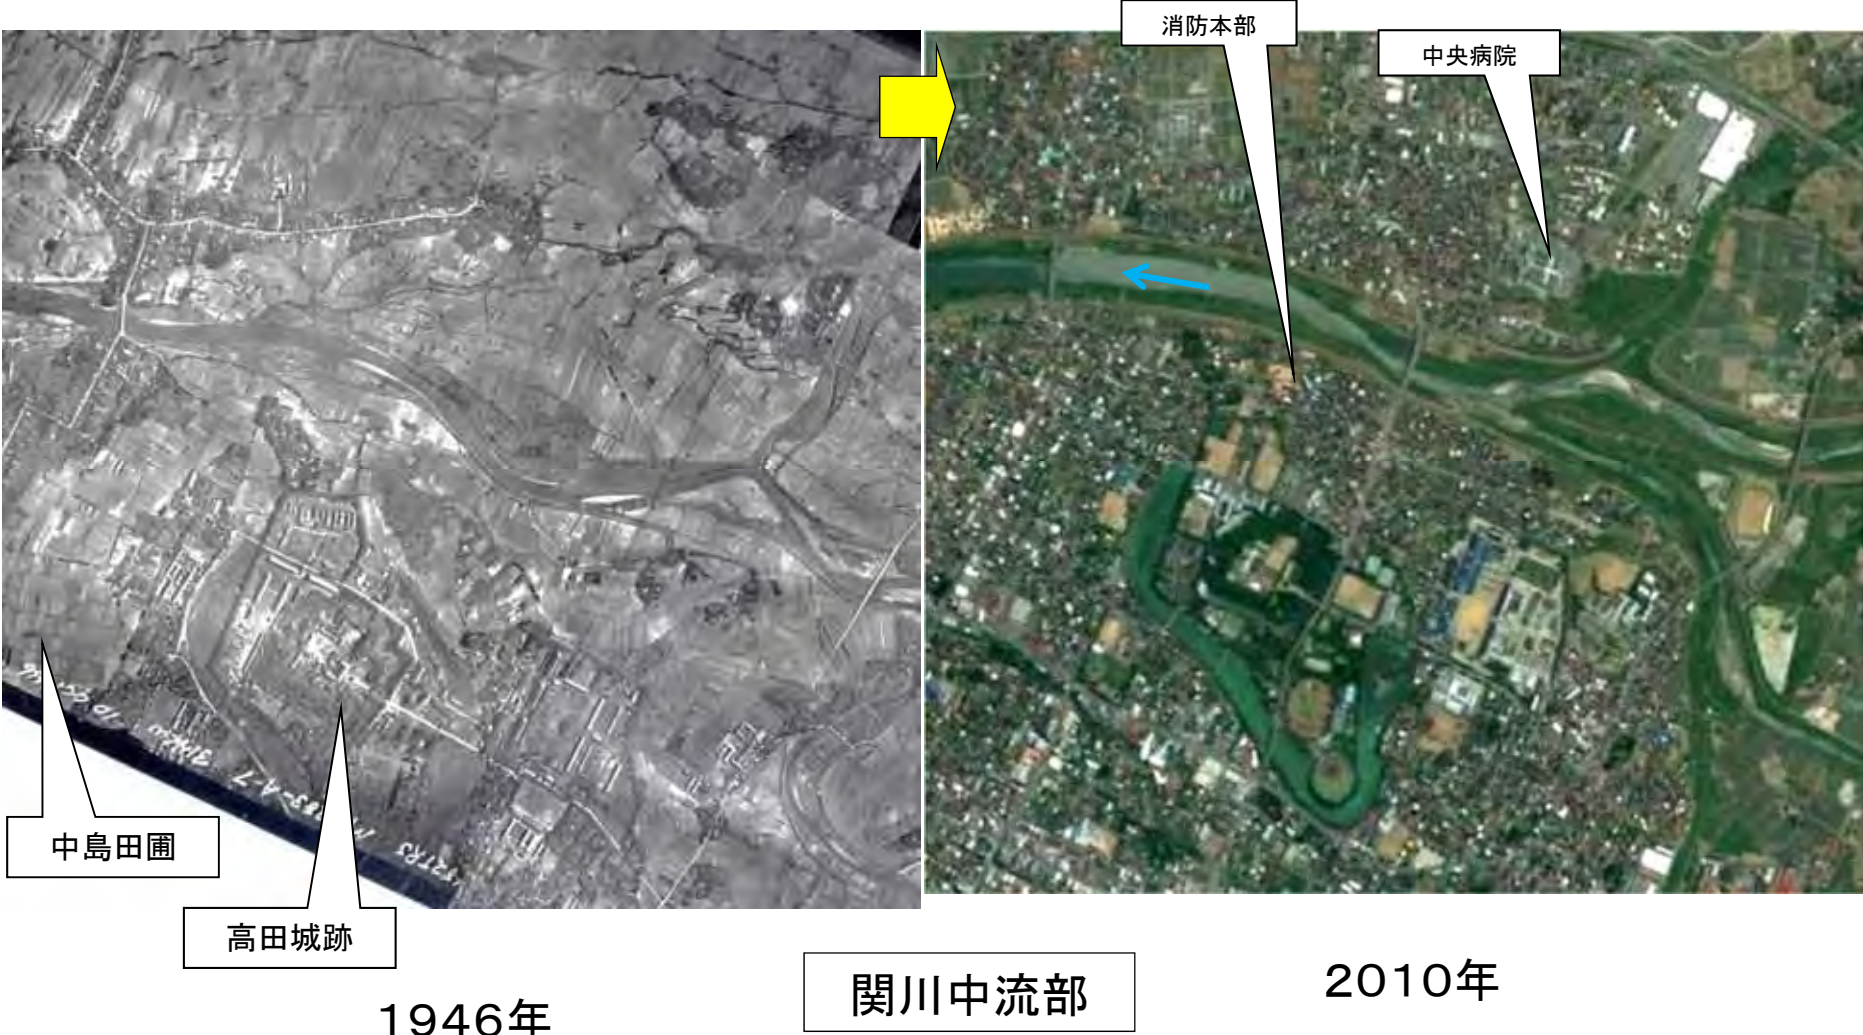 消防本部
中央病院
中島田圃
高田城跡
関川中流部
2010年
1946年